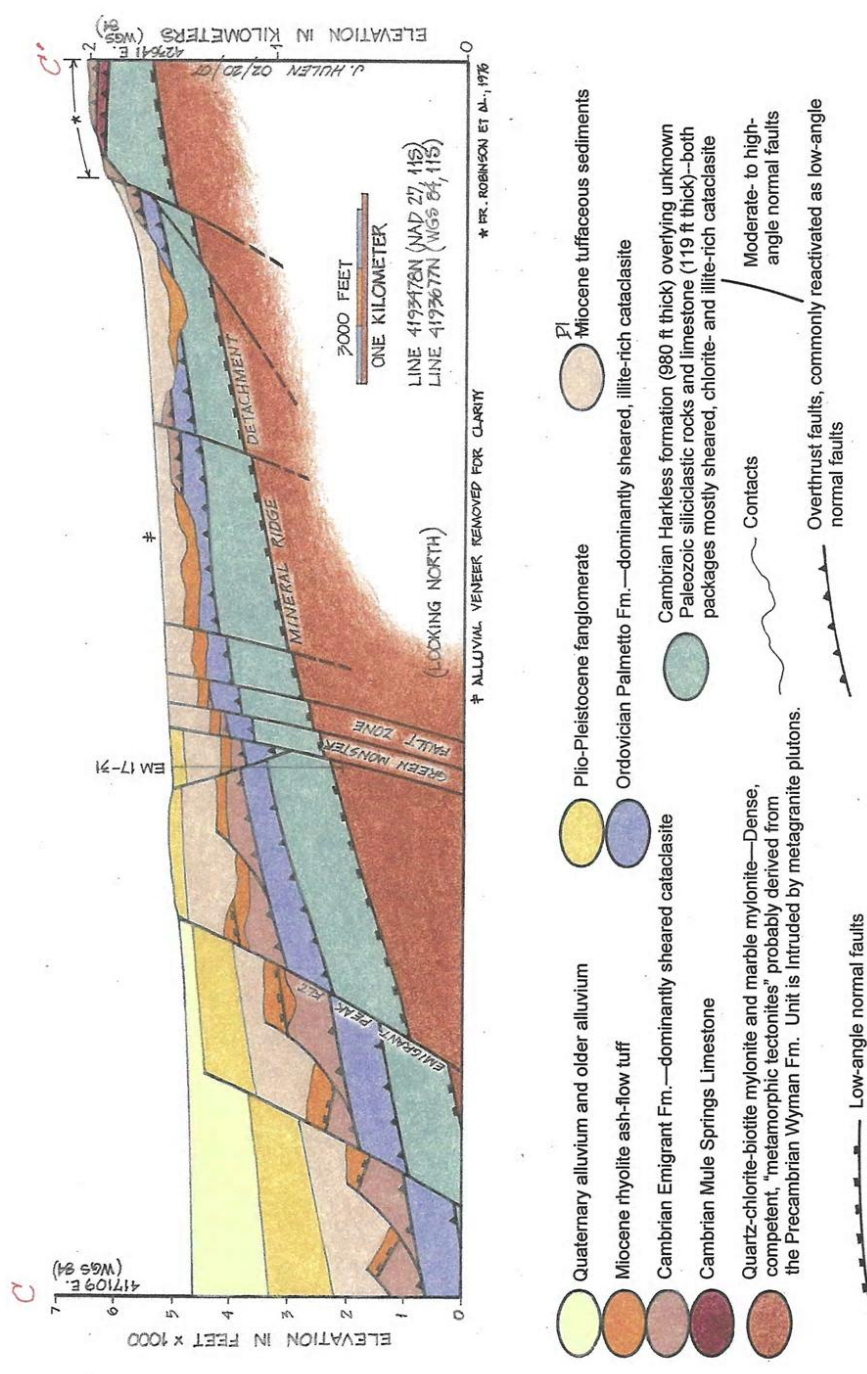 C
C'
417109 E.
(WGS 84)
427641 E.
(WGS 84)
ELEVATION IN FEET x 1000
7
6
5
4
3
2
1
0
ELEVATION IN KILOMETERS
2
1
0
*
J. HULEN 02/20/07
‡
EM 17-31
EMIGRANT PEAK FLT.
GREEN MONSTER
FAULT ZONE
MINERAL RIDGE
DETACHMENT
3000 FEET
ONE KILOMETER
LINE 4193478N (NAD 27, 11S)
LINE 4193677N (WGS 84, 11S)
(LOOKING NORTH)
‡ ALLUVIAL VENEER REMOVED FOR CLARITY
* FR. ROBINSON ET AL., 1976
Quaternary alluvium and older alluvium
Miocene rhyolite ash-flow tuff
Cambrian Emigrant Fm.—dominantly sheared cataclasite
Cambrian Mule Springs Limestone
Quartz-chlorite-biotite mylonite and marble mylonite—Dense,
competent, "metamorphic tectonites" probably derived from
the Precambrian Wyman Fm. Unit is Intruded by metagranite plutons.
Low-angle normal faults
Plio-Pleistocene fanglomerate
Ordovician Palmetto Fm.—dominantly sheared, illite-rich cataclasite
Pl
Miocene tuffaceous sediments
Cambrian Harkless formation (980 ft thick) overlying unknown
Paleozoic siliciclastic rocks and limestone (119 ft thick)--both
packages mostly sheared, chlorite- and illite-rich cataclasite
Contacts
Moderate- to high-
angle normal faults
Overthrust faults, commonly reactivated as low-angle
normal faults